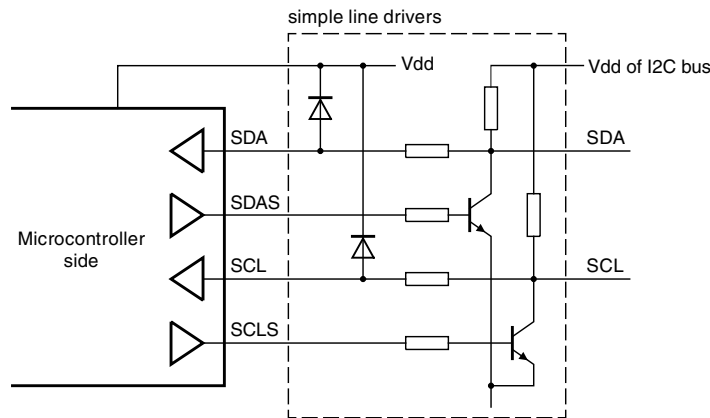 simple line drivers
Vdd
Vdd of I2C bus
SDA
SDA
SDAS
Microcontroller
side
SCL
SCL
SCLS